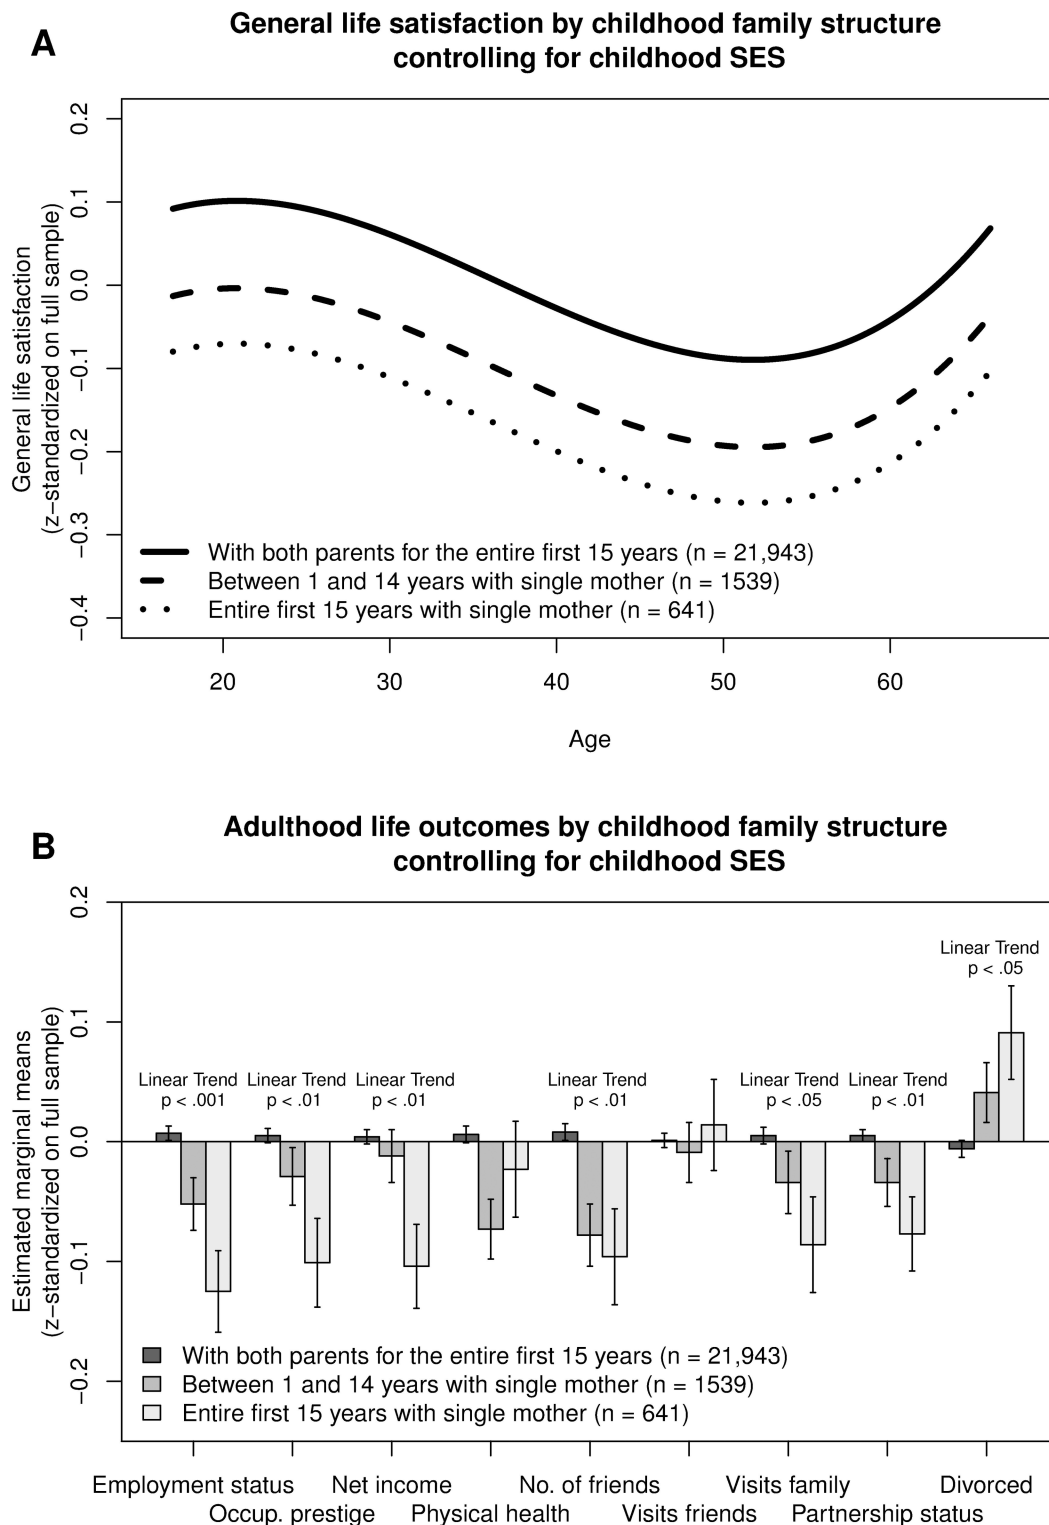 A
General life satisfaction by childhood family structure
controlling for childhood SES
General life satisfaction
(z−standardized on full sample)
0.2
0.1
0.0
−0.1
−0.2
−0.3
−0.4
With both parents for the entire first 15 years (n = 21,943)
Between 1 and 14 years with single mother (n = 1539)
Entire first 15 years with single mother (n = 641)
20 30 40 50 60
Age
B
Adulthood life outcomes by childhood family structure
controlling for childhood SES
Estimated marginal means
(z−standardized on full sample)
0.2
0.1
0.0
−0.1
−0.2
Linear Trend
p < .05
Linear Trend
p < .001
Linear Trend
p < .01
Linear Trend
p < .01
Linear Trend
p < .01
Linear Trend
p < .05
Linear Trend
p < .01
With both parents for the entire first 15 years (n = 21,943)
Between 1 and 14 years with single mother (n = 1539)
Entire first 15 years with single mother (n = 641)
Employment status Net income No. of friends Visits family Divorced
Occup. prestige Physical health Visits friends Partnership status